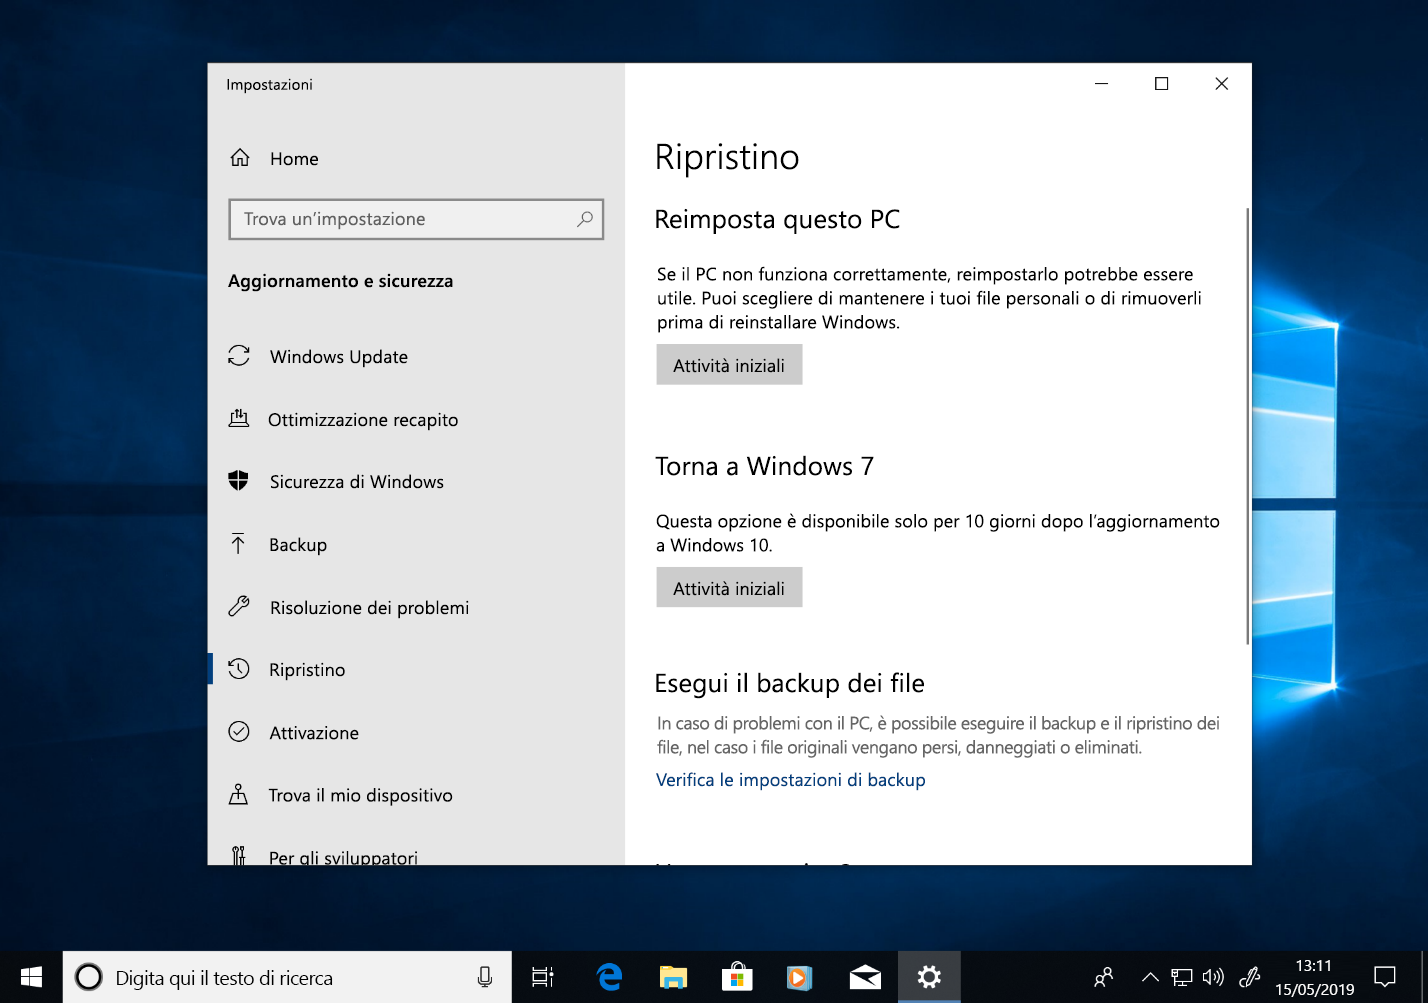 Impostazioni
Home
Trova un'impostazione
Aggiornamento e sicurezza
Windows Update
Ottimizzazione recapito
Sicurezza di Windows
Backup
Risoluzione dei problemi
Ripristino
Attivazione
Trova il mio dispositivo
Per gli sviluppatori
Ripristino
Reimposta questo PC
Se il PC non funziona correttamente, reimpostarlo potrebbe essere
utile. Puoi scegliere di mantenere i tuoi file personali o di rimuoverli
prima di reinstallare Windows.
Attività iniziali
Torna a Windows 7
Questa opzione è disponibile solo per 10 giorni dopo l'aggiornamento
a Windows 10.
Attività iniziali
Esegui il backup dei file
In caso di problemi con il PC, è possibile eseguire il backup e il ripristino dei
file, nel caso i file originali vengano persi, danneggiati o eliminati.
Verifica le impostazioni di backup
Digita qui il testo di ricerca
13:11
15/05/2019